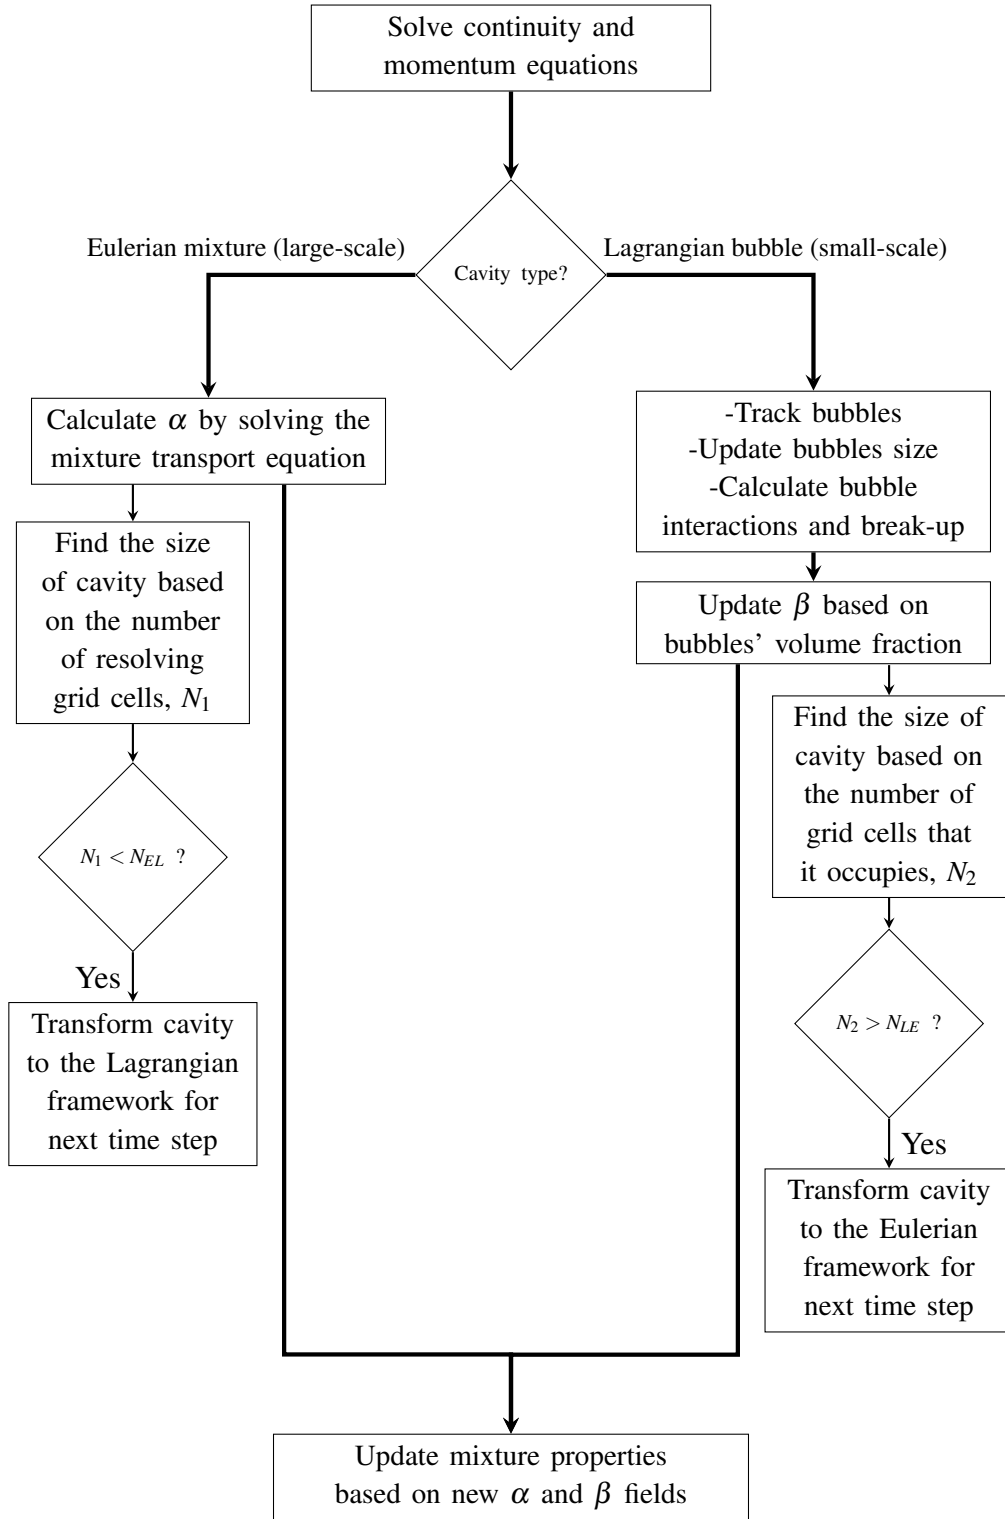 Solve continuity and
momentum equations
Eulerian mixture (large-scale)
Lagrangian bubble (small-scale)
Cavity type?
Calculate α by solving the
mixture transport equation
-Track bubbles
-Update bubbles size
-Calculate bubble
interactions and break-up
Find the size
of cavity based
on the number
of resolving
grid cells, N₁
Update β based on
bubbles’ volume fraction
Find the size of
cavity based on
the number of
grid cells that
it occupies, N₂
N₁ < N_EL ?
Yes
Transform cavity
to the Lagrangian
framework for
next time step
N₂ > N_LE ?
Yes
Transform cavity
to the Eulerian
framework for
next time step
Update mixture properties
based on new α and β fields